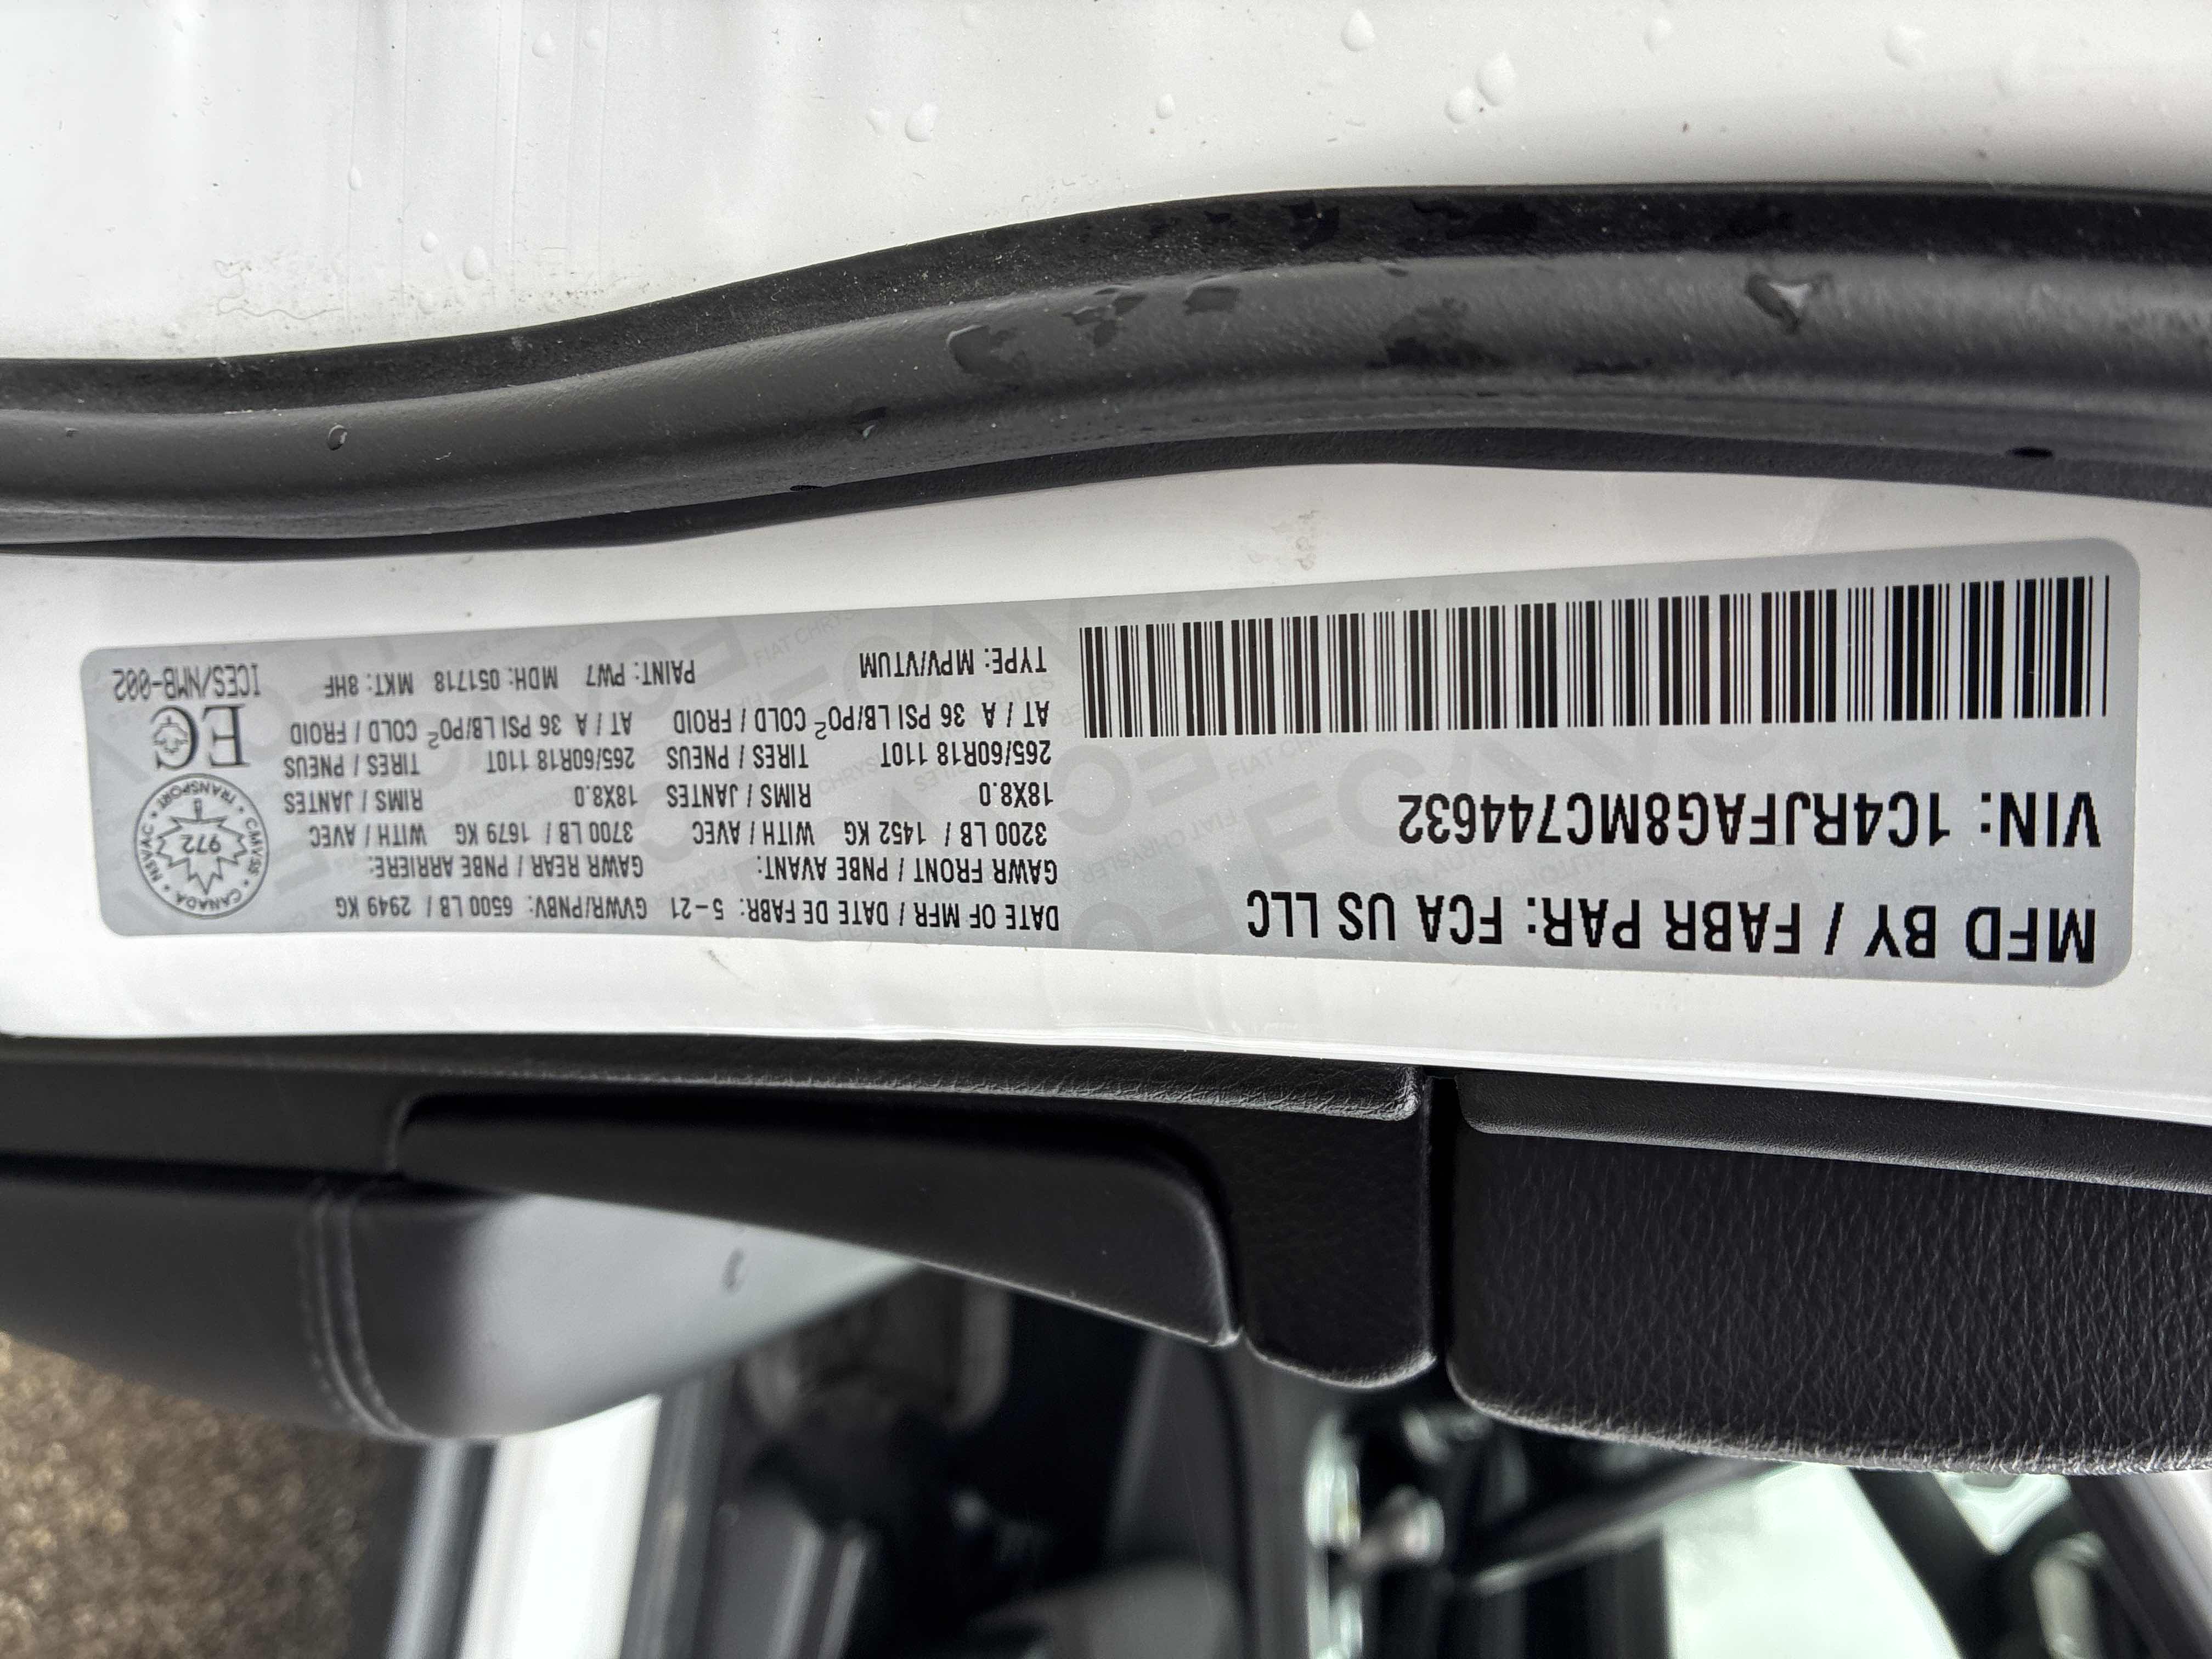 MFD BY / FABR PAR: FCA US LLC
VIN: 1C4RJFAG8MC744632
DATE OF MFR / DATE DE FABR: 5-21 GVWR/PNBV: 6500 LB / 2949 KG
GAWR FRONT / PNBE AVANT: GAWR REAR / PNBE ARRIERE:
3200 LB / 1452 KG WITH / AVEC 3700 LB / 1679 KG WITH / AVEC
18X8.0 RIMS / JANTES 18X8.0 RIMS / JANTES
265/60R18 110T TIRES / PNEUS 265/60R18 110T TIRES / PNEUS
AT / A 36 PSI LB/PO² COLD / FROID AT / A 36 PSI LB/PO² COLD / FROID
TYPE: MPV/VTUM PAINT: PW7 MDH: 051718 MKT: 8HF
CANADA • CMVSS • TRANSPORT • NVMAC •
972
EC
ICES/NMB-002